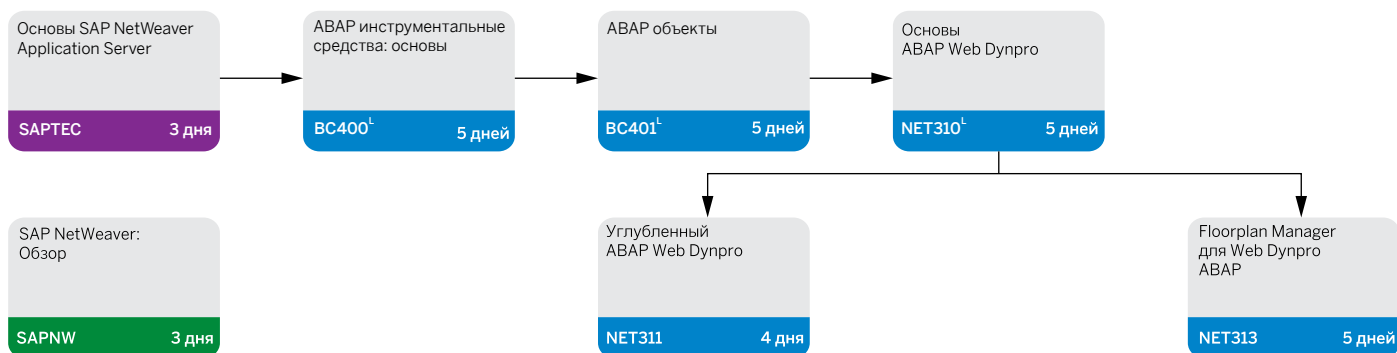 Основы SAP NetWeaver
Application Server
SAPTEC 3 дня
ABAP инструментальные
средства: основы
BC400L 5 дней
ABAP объекты
BC401L 5 дней
Основы
ABAP Web Dynpro
NET310L 5 дней
SAP NetWeaver:
Обзор
SAPNW 3 дня
Углубленный
ABAP Web Dynpro
NET311 4 дня
Floorplan Manager
для Web Dynpro
ABAP
NET313 5 дней